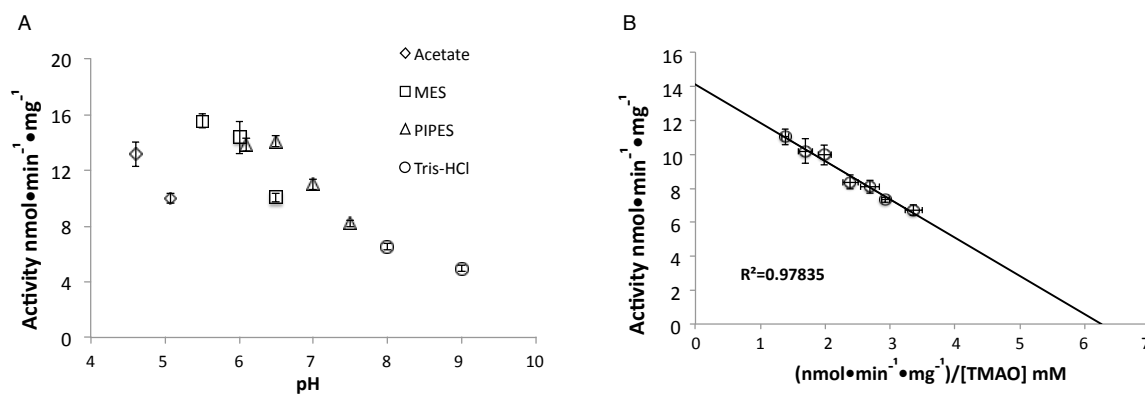 A
Activity nmol•min⁻¹•mg⁻¹
20
16
12
8
4
0
4 5 6 7 8 9 10
pH
Acetate
MES
PIPES
Tris-HCl
B
Activity nmol•min⁻¹•mg⁻¹
16
14
12
10
8
6
4
2
0
0 1 2 3 4 5 6 7
(nmol•min⁻¹•mg⁻¹)/[TMAO] mM
R²=0.97835